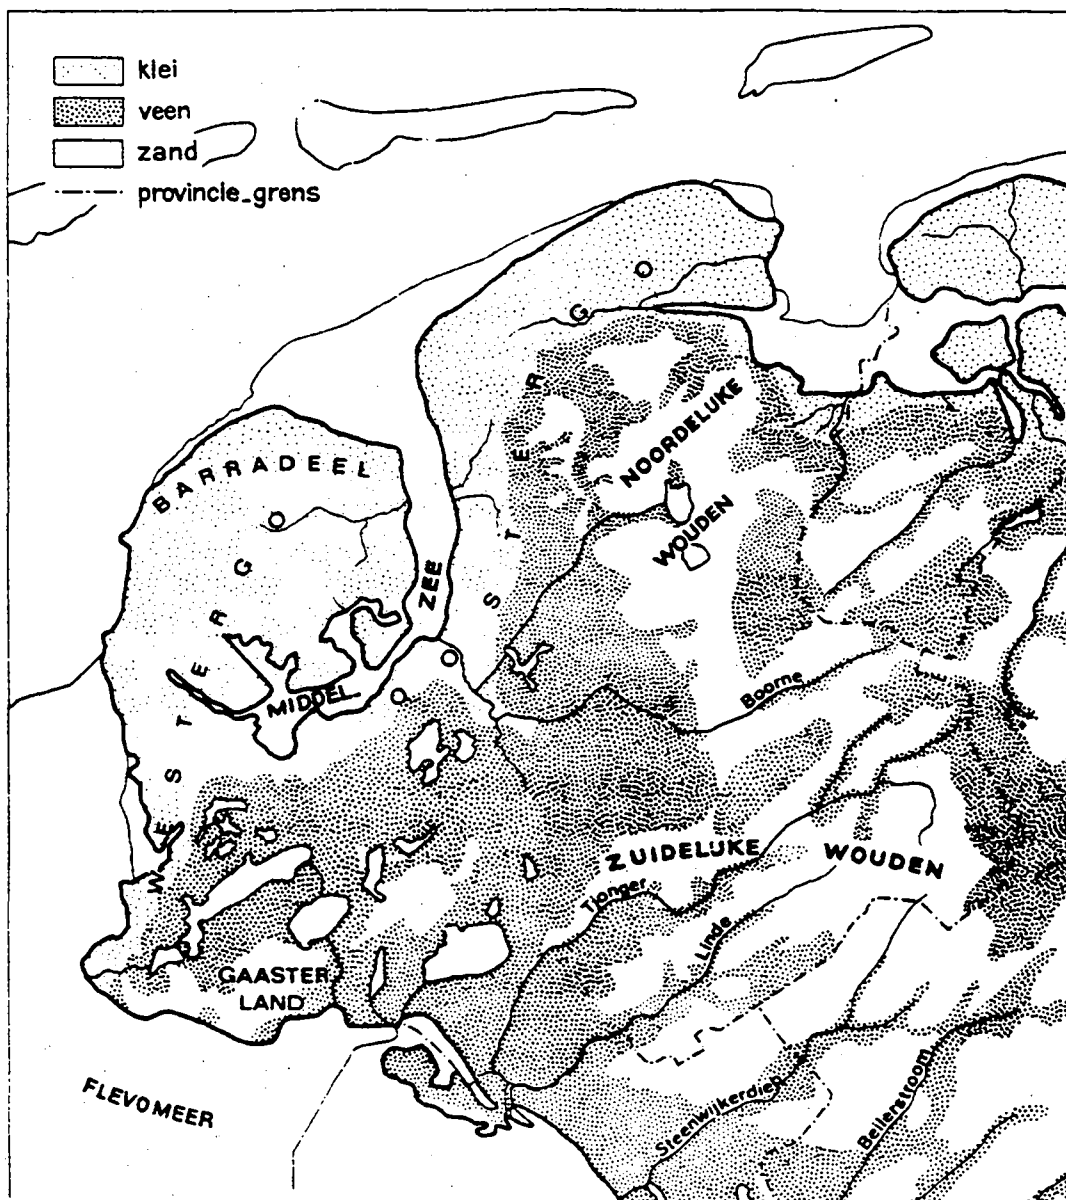 klei
veen
zand
provincie_grens
OOSTERGO
NOORDELIJKE
WOUDEN
BARRADEEL
WESTERGO
ZEE
MIDDEL
Boorne
ZUIDELIJKE WOUDEN
Tjonger
Linde
GAASTER
LAND
FLEVOMEER
Steenwijkerdiep
Beilerstroom